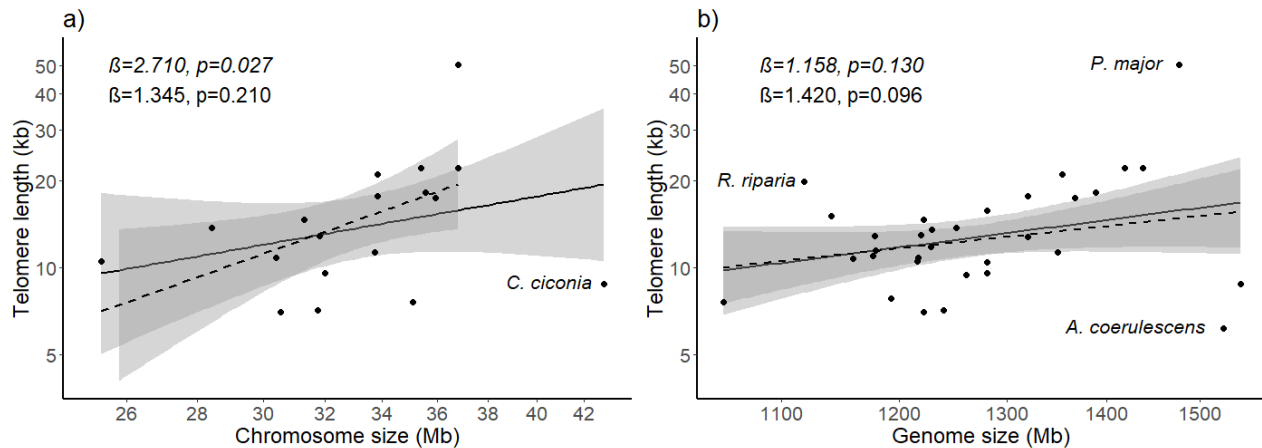 a)
ß=2.710, p=0.027
ß=1.345, p=0.210
50
40
30
20
10
5
Telomere length (kb)
C. ciconia
26 28 30 32 34 36 38 40 42
Chromosome size (Mb)
b)
ß=1.158, p=0.130
ß=1.420, p=0.096
P. major
R. riparia
A. coerulescens
50
40
30
20
10
5
Telomere length (kb)
1100 1200 1300 1400 1500
Genome size (Mb)